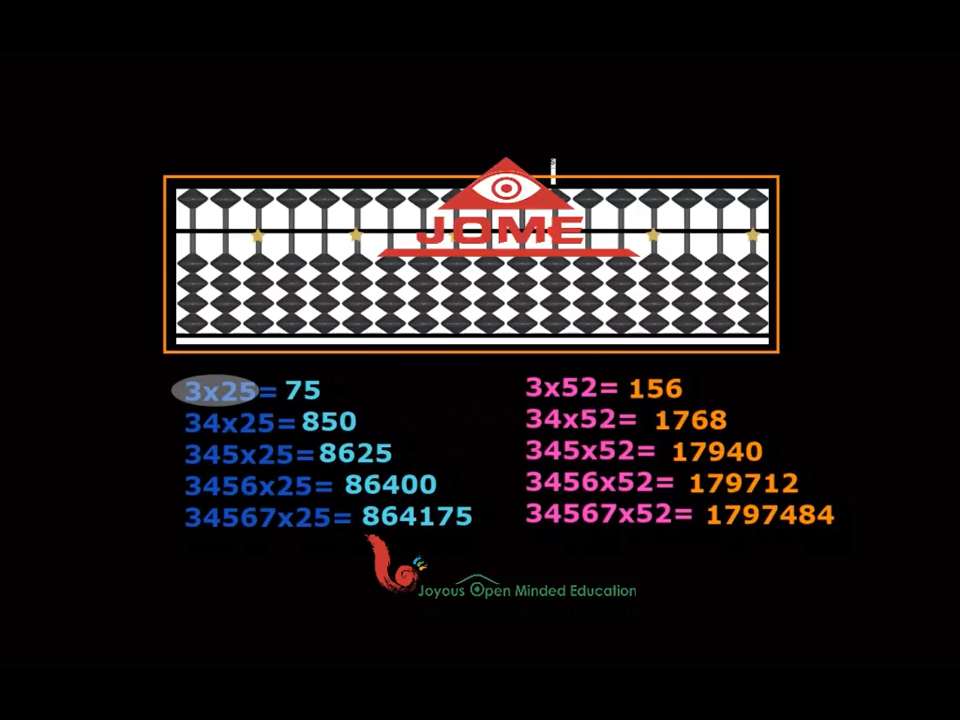 JOME
3x25= 75
34x25= 850
345x25= 8625
3456x25= 86400
34567x25= 864175
3x52= 156
34x52= 1768
345x52= 17940
3456x52= 179712
34567x52= 1797484
Joyous Open Minded Education